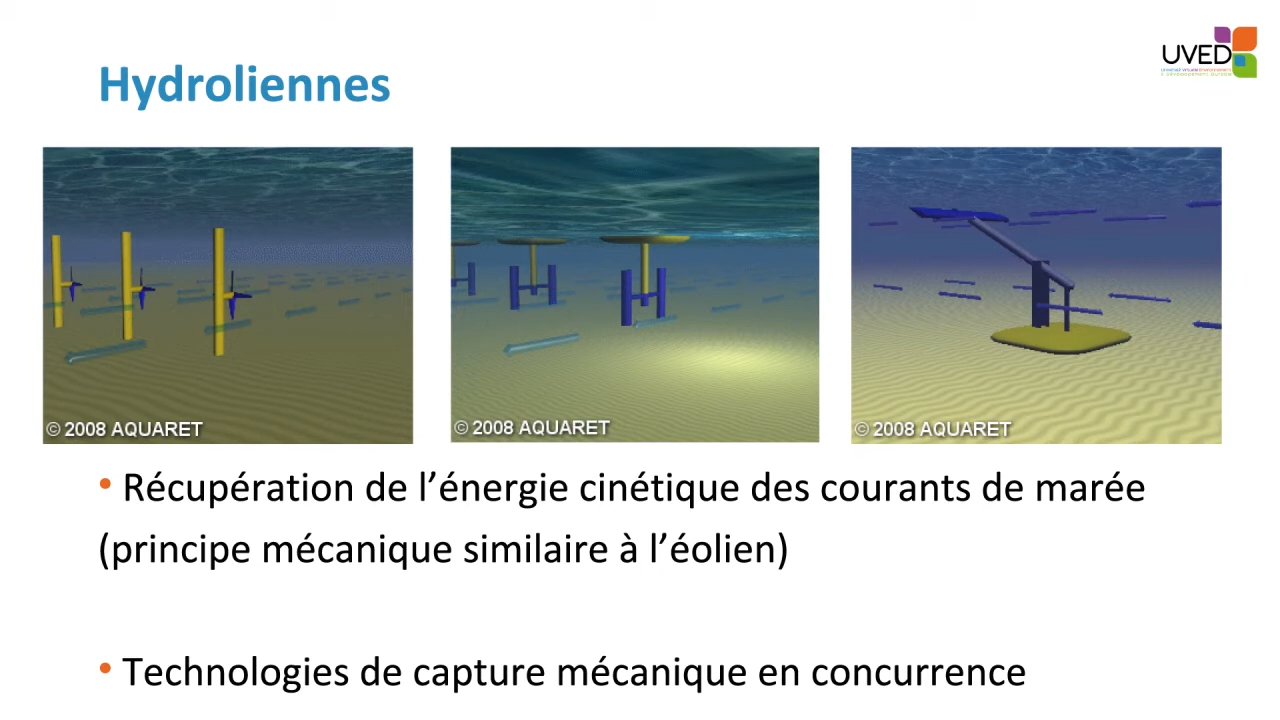 Hydroliennes
UVED
© 2008 AQUARET
© 2008 AQUARET
© 2008 AQUARET
• Récupération de l’énergie cinétique des courants de marée
(principe mécanique similaire à l’éolien)
• Technologies de capture mécanique en concurrence